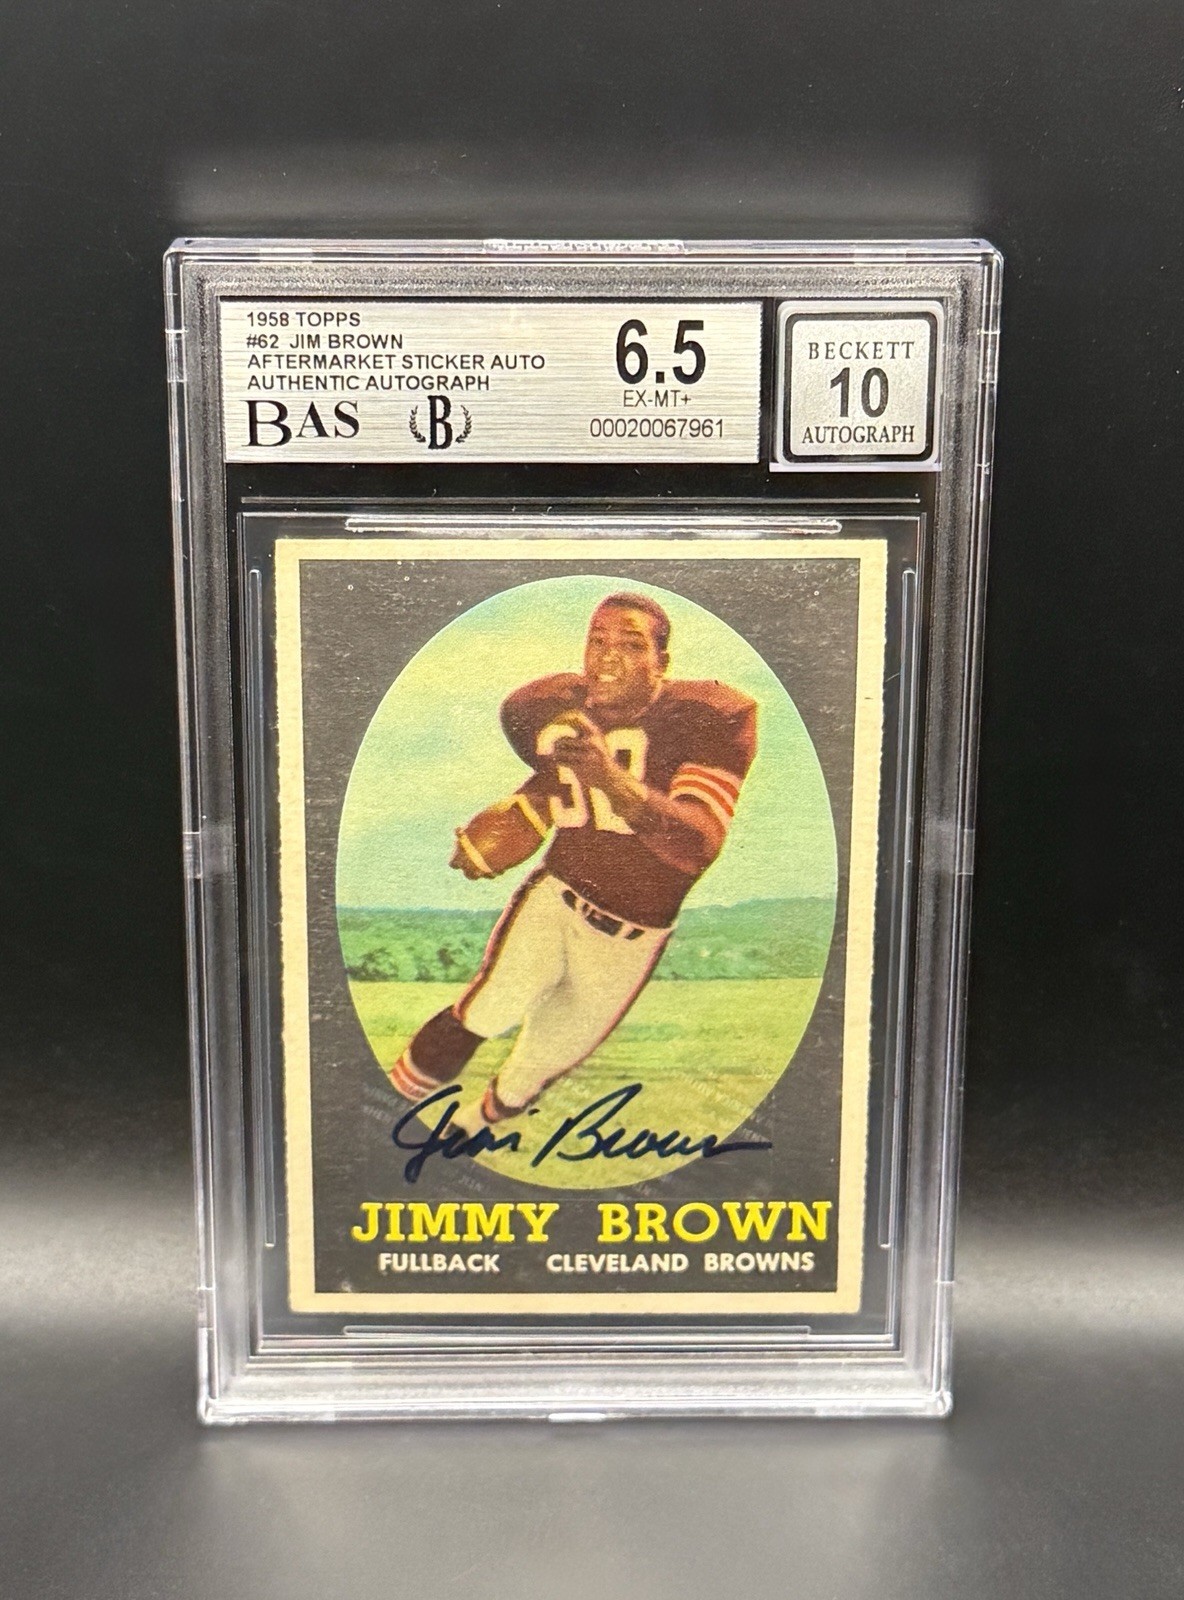 1958 TOPPS
#62 JIM BROWN
AFTERMARKET STICKER AUTO
AUTHENTIC AUTOGRAPH
BAS B
6.5
EX-MT+
00020067961
BECKETT
10
AUTOGRAPH
32
Jim Brown
JIMMY BROWN
FULLBACK CLEVELAND BROWNS